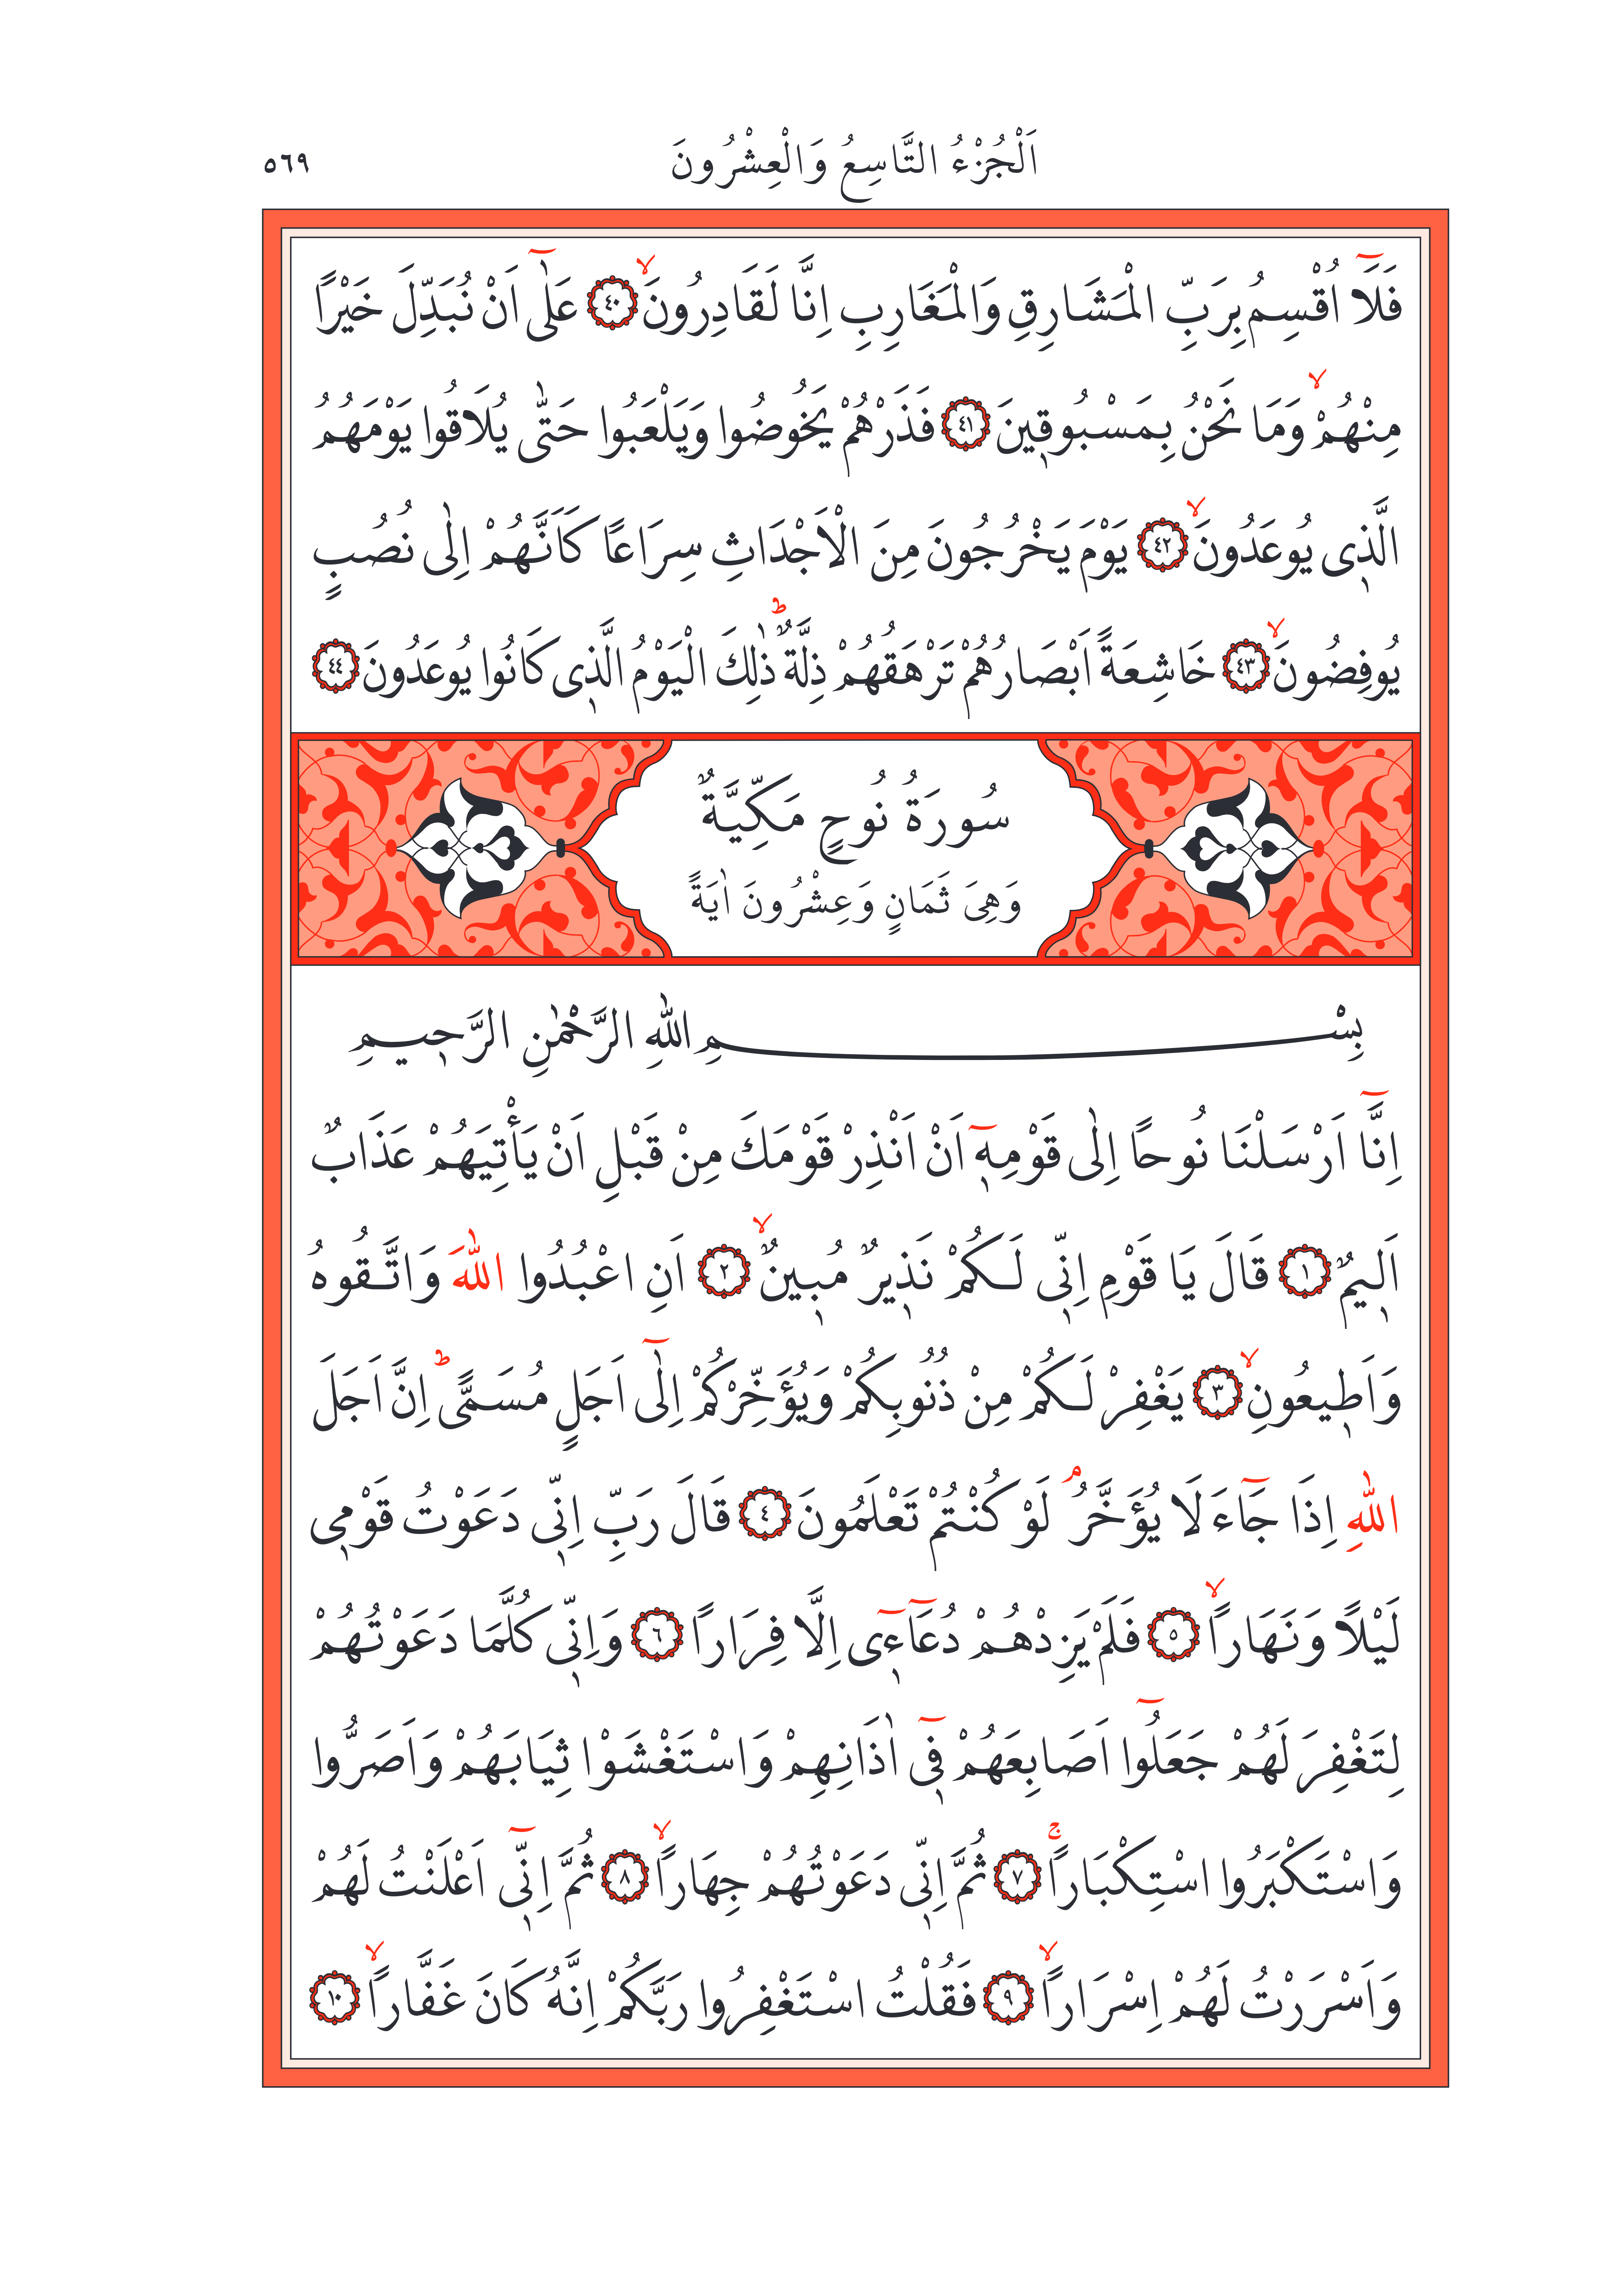 اَلْجُزْءُ التَّاسِعُ وَالْعِشْرُونَ
٥٦٩
فَلَٓا اُقْسِمُ بِرَبِّ الْمَشَارِقِ وَالْمَغَارِبِ اِنَّا لَقَادِرُونَۙ ﴿٤٠﴾ عَلٰٓى اَنْ نُبَدِّلَ خَيْرًا
مِنْهُمْۙ وَمَا نَحْنُ بِمَسْبُوقٖينَ ﴿٤١﴾ فَذَرْهُمْ يَخُوضُوا وَيَلْعَبُوا حَتّٰى يُلَاقُوا يَوْمَهُمُ
الَّذٖى يُوعَدُونَۙ ﴿٤٢﴾ يَوْمَ يَخْرُجُونَ مِنَ الْاَجْدَاثِ سِرَاعًا كَاَنَّهُمْ اِلٰى نُصُبٍ
يُوفِضُونَۙ ﴿٤٣﴾ خَاشِعَةً اَبْصَارُهُمْ تَرْهَقُهُمْ ذِلَّةٌؕ ذٰلِكَ الْيَوْمُ الَّذٖى كَانُوا يُوعَدُونَ ﴿٤٤﴾
سُورَةُ نُوحٍ مَكِّيَّةٌ
وَهِىَ ثَمَانٍ وَعِشْرُونَ اٰيَةً
بِسْمِ اللّٰهِ الرَّحْمٰنِ الرَّحٖيمِ
اِنَّٓا اَرْسَلْنَا نُوحًا اِلٰى قَوْمِهٖٓ اَنْ اَنْذِرْ قَوْمَكَ مِنْ قَبْلِ اَنْ يَأْتِيَهُمْ عَذَابٌ
اَلٖيمٌ ﴿١﴾ قَالَ يَا قَوْمِ اِنّٖى لَكُمْ نَذٖيرٌ مُبٖينٌۙ ﴿٢﴾ اَنِ اعْبُدُوا اللّٰهَ وَاتَّقُوهُ
وَاَطٖيعُونِۙ ﴿٣﴾ يَغْفِرْ لَكُمْ مِنْ ذُنُوبِكُمْ وَيُؤَخِّرْكُمْ اِلٰٓى اَجَلٍ مُسَمًّىؕ اِنَّ اَجَلَ
اللّٰهِ اِذَا جَٓاءَ لَا يُؤَخَّرُۢ لَوْ كُنْتُمْ تَعْلَمُونَ ﴿٤﴾ قَالَ رَبِّ اِنّٖى دَعَوْتُ قَوْمٖى
لَيْلًا وَنَهَارًاۙ ﴿٥﴾ فَلَمْ يَزِدْهُمْ دُعَٓاءٖٓى اِلَّا فِرَارًا ﴿٦﴾ وَاِنّٖى كُلَّمَا دَعَوْتُهُمْ
لِتَغْفِرَ لَهُمْ جَعَلُٓوا اَصَابِعَهُمْ فٖٓى اٰذَانِهِمْ وَاسْتَغْشَوْا ثِيَابَهُمْ وَاَصَرُّوا
وَاسْتَكْبَرُوا اسْتِكْبَارًاۚ ﴿٧﴾ ثُمَّ اِنّٖى دَعَوْتُهُمْ جِهَارًاۙ ﴿٨﴾ ثُمَّ اِنّٖٓى اَعْلَنْتُ لَهُمْ
وَاَسْرَرْتُ لَهُمْ اِسْرَارًاۙ ﴿٩﴾ فَقُلْتُ اسْتَغْفِرُوا رَبَّكُمْ اِنَّهُ كَانَ غَفَّارًاۙ ﴿١٠﴾